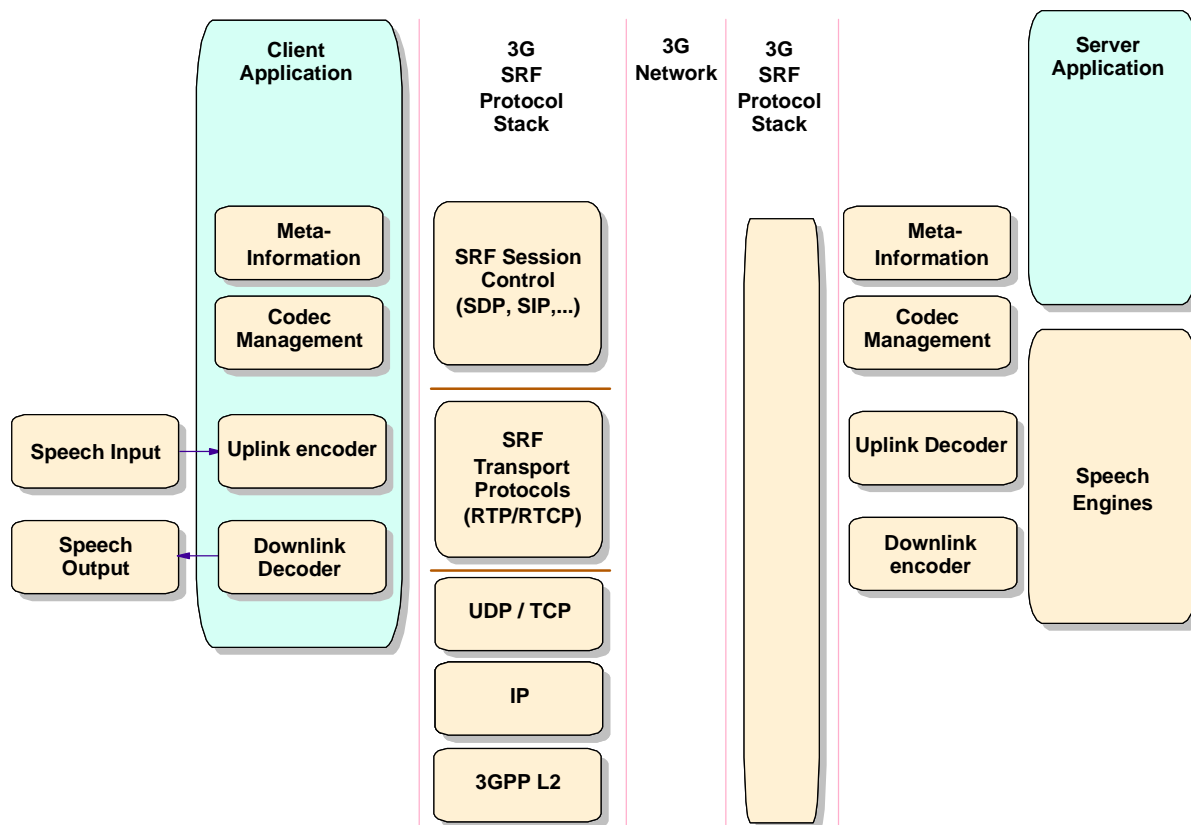 Client
Application
Meta-
Information
Codec
Management
Speech Input
Uplink encoder
Speech
Output
Downlink
Decoder
3G
SRF
Protocol
Stack
SRF Session
Control
(SDP, SIP,...)
SRF
Transport
Protocols
(RTP/RTCP)
UDP / TCP
IP
3GPP L2
3G
Network
3G
SRF
Protocol
Stack
Meta-
Information
Codec
Management
Uplink Decoder
Downlink
encoder
Server
Application
Speech
Engines